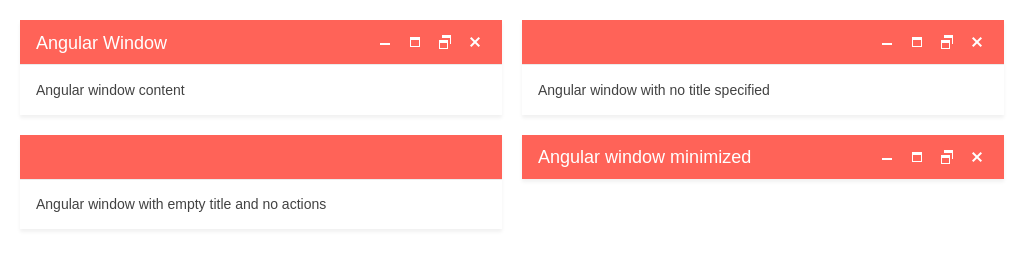 Angular Window
Angular window content
Angular window with no title specified
Angular window with empty title and no actions
Angular window minimized